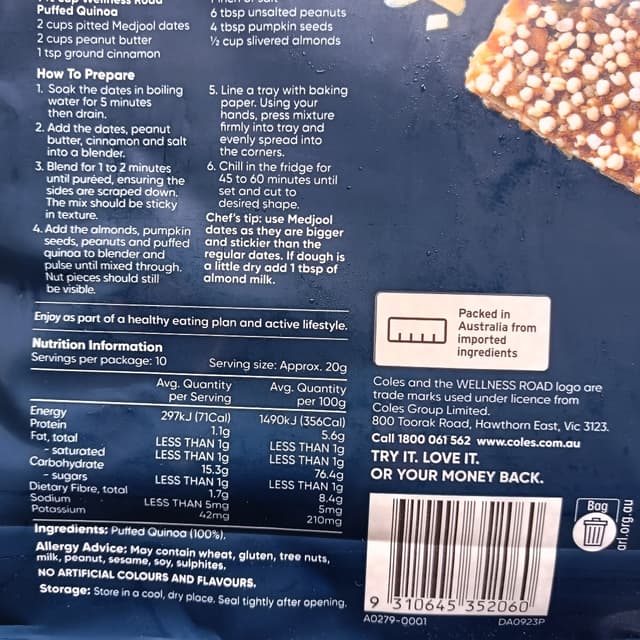 Puffed Quinoa
2 cups pitted Medjool dates
2 cups peanut butter
1 tsp ground cinnamon
6 tbsp unsalted peanuts
4 tbsp pumpkin seeds
½ cup slivered almonds
How To Prepare
1. Soak the dates in boiling
water for 5 minutes
then drain.
2. Add the dates, peanut
butter, cinnamon and salt
into a blender.
3. Blend for 1 to 2 minutes
until puréed, ensuring the
sides are scraped down.
The mix should be sticky
in texture.
4. Add the almonds, pumpkin
seeds, peanuts and puffed
quinoa to blender and
pulse until mixed through.
Nut pieces should still
be visible.
5. Line a tray with baking
paper. Using your
hands, press mixture
firmly into tray and
evenly spread into
the corners.
6. Chill in the fridge for
45 to 60 minutes until
set and cut to
desired shape.
Chef's tip: use Medjool
dates as they are bigger
and stickier than the
regular dates. If dough is
a little dry add 1 tbsp of
almond milk.
Enjoy as part of a healthy eating plan and active lifestyle.
Nutrition Information
Servings per package: 10 Serving size: Approx. 20g
Avg. Quantity per Serving Avg. Quantity per 100g
Energy 297kJ (71Cal) 1490kJ (356Cal)
Protein 1.1g 5.6g
Fat, total LESS THAN 1g LESS THAN 1g
- saturated LESS THAN 1g LESS THAN 1g
Carbohydrate 15.3g 76.4g
- sugars LESS THAN 1g LESS THAN 1g
Dietary Fibre, total 1.7g 8.4g
Sodium LESS THAN 5mg 5mg
Potassium 42mg 210mg
Ingredients: Puffed Quinoa (100%).
Allergy Advice: May contain wheat, gluten, tree nuts,
milk, peanut, sesame, soy, sulphites.
NO ARTIFICIAL COLOURS AND FLAVOURS.
Storage: Store in a cool, dry place. Seal tightly after opening.
Packed in
Australia from
imported
ingredients
Coles and the WELLNESS ROAD logo are
trade marks used under licence from
Coles Group Limited.
800 Toorak Road, Hawthorn East, Vic 3123.
Call 1800 061 562 www.coles.com.au
TRY IT. LOVE IT.
OR YOUR MONEY BACK.
9 310645 352060
A0279-0001 DA0923P
Bag
arl.org.au